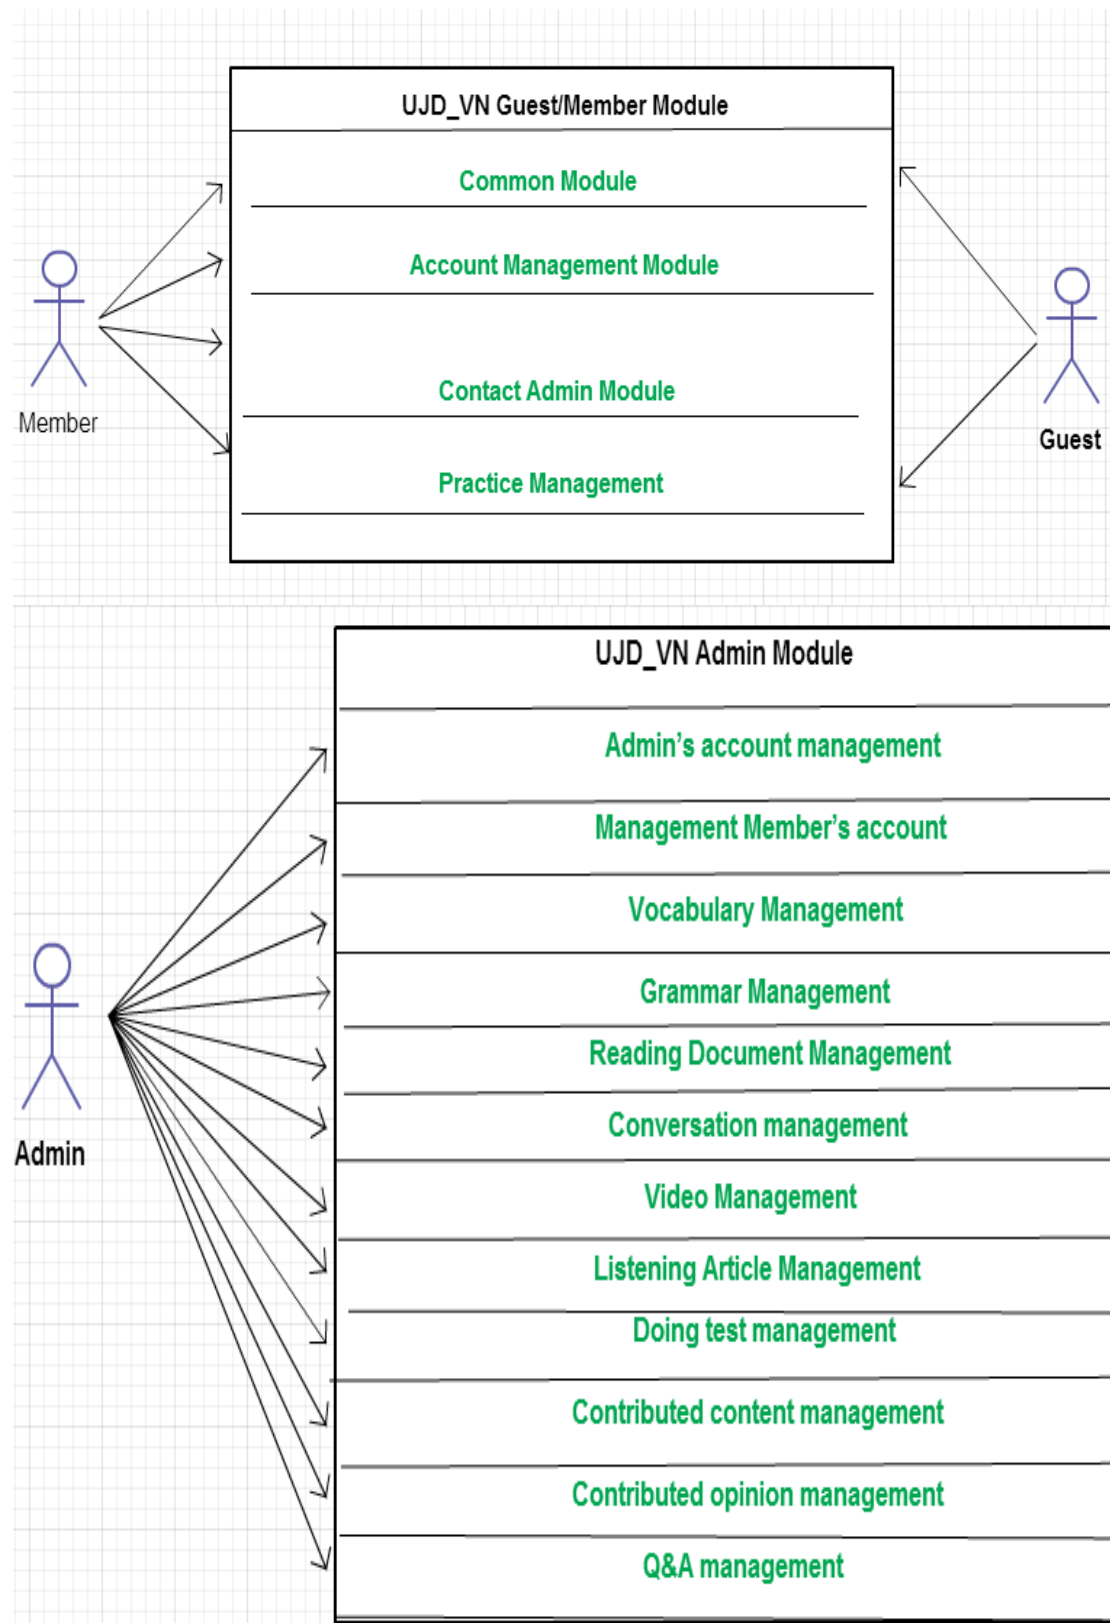 UJD_VN Guest/Member Module
Common Module
Account Management Module
Contact Admin Module
Practice Management
Member
Guest
UJD_VN Admin Module
Admin's account management
Management Member's account
Vocabulary Management
Grammar Management
Reading Document Management
Conversation management
Video Management
Listening Article Management
Doing test management
Contributed content management
Contributed opinion management
Q&A management
Admin